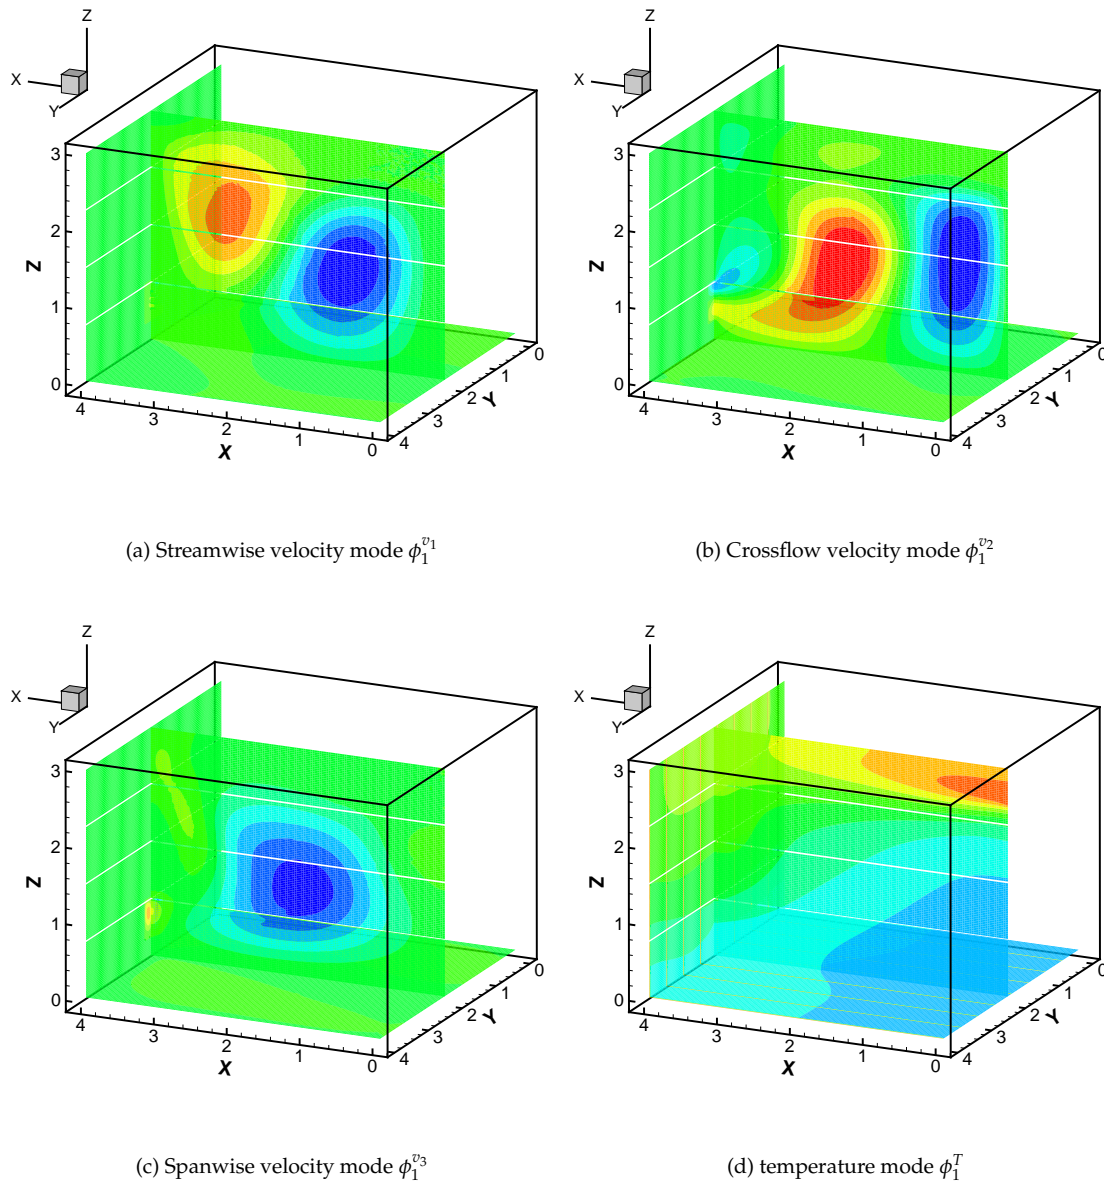 Z
X
Y
3
2
1
0
Z
4
3
2
1
0
X
4
3
2
1
0
Y
(a) Streamwise velocity mode ϕ₁^{v₁}
Z
X
Y
3
2
1
0
Z
4
3
2
1
0
X
4
3
2
1
0
Y
(b) Crossflow velocity mode ϕ₁^{v₂}
Z
X
Y
3
2
1
0
Z
4
3
2
1
0
X
4
3
2
1
0
Y
(c) Spanwise velocity mode ϕ₁^{v₃}
Z
X
Y
3
2
1
0
Z
4
3
2
1
0
X
4
3
2
1
0
Y
(d) temperature mode ϕ₁^T